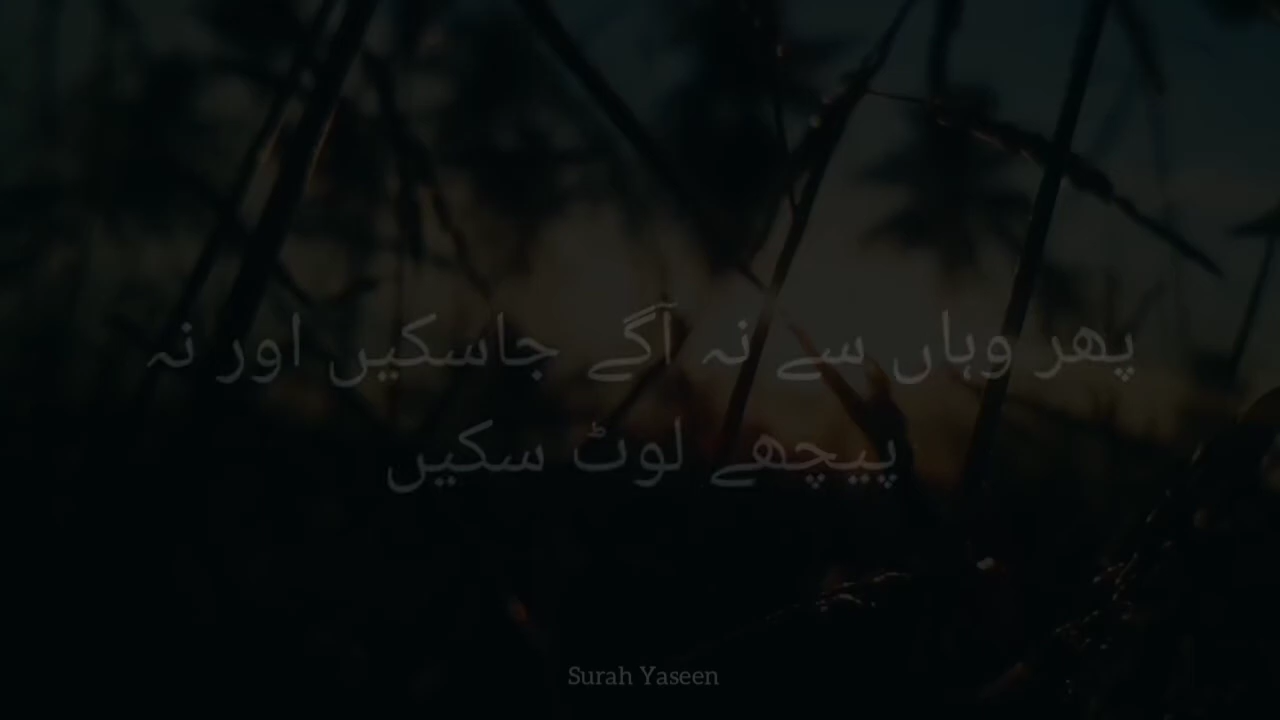 پھر وہاں سے نہ آگے جاسکیں اور نہ
پیچھے لوٹ سکیں
Surah Yaseen